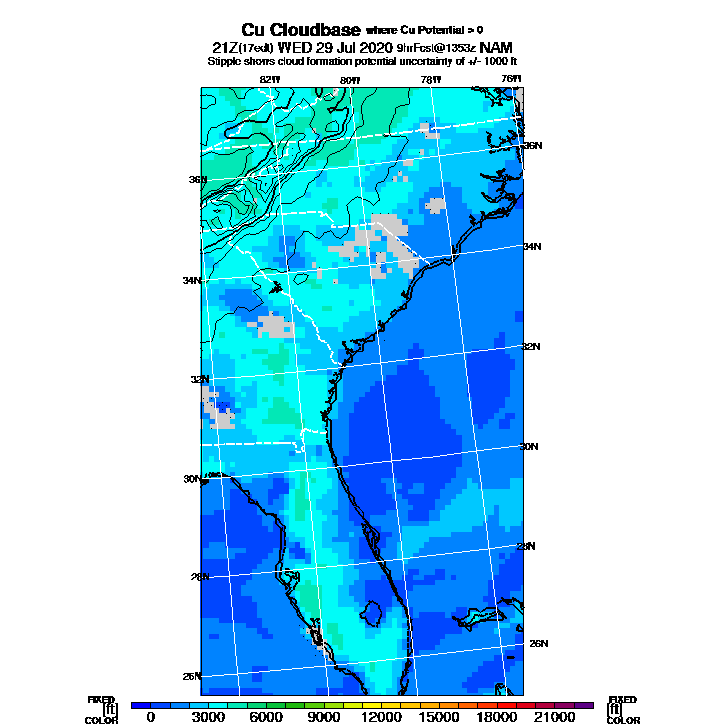 Cu Cloudbase where Cu Potential > 0
21Z(17edt) WED 29 Jul 2020 9hrFcst@1353z NAM
Stipple shows cloud formation potential uncertainty of +/- 1000 ft
82W 80W 78W 76W
36N
36N
34N
34N
32N
32N
30N
30N
28N
28N
26N
26N
FIXED FIXED
[ft] [ft]
COLOR COLOR
0 3000 6000 9000 12000 15000 18000 21000